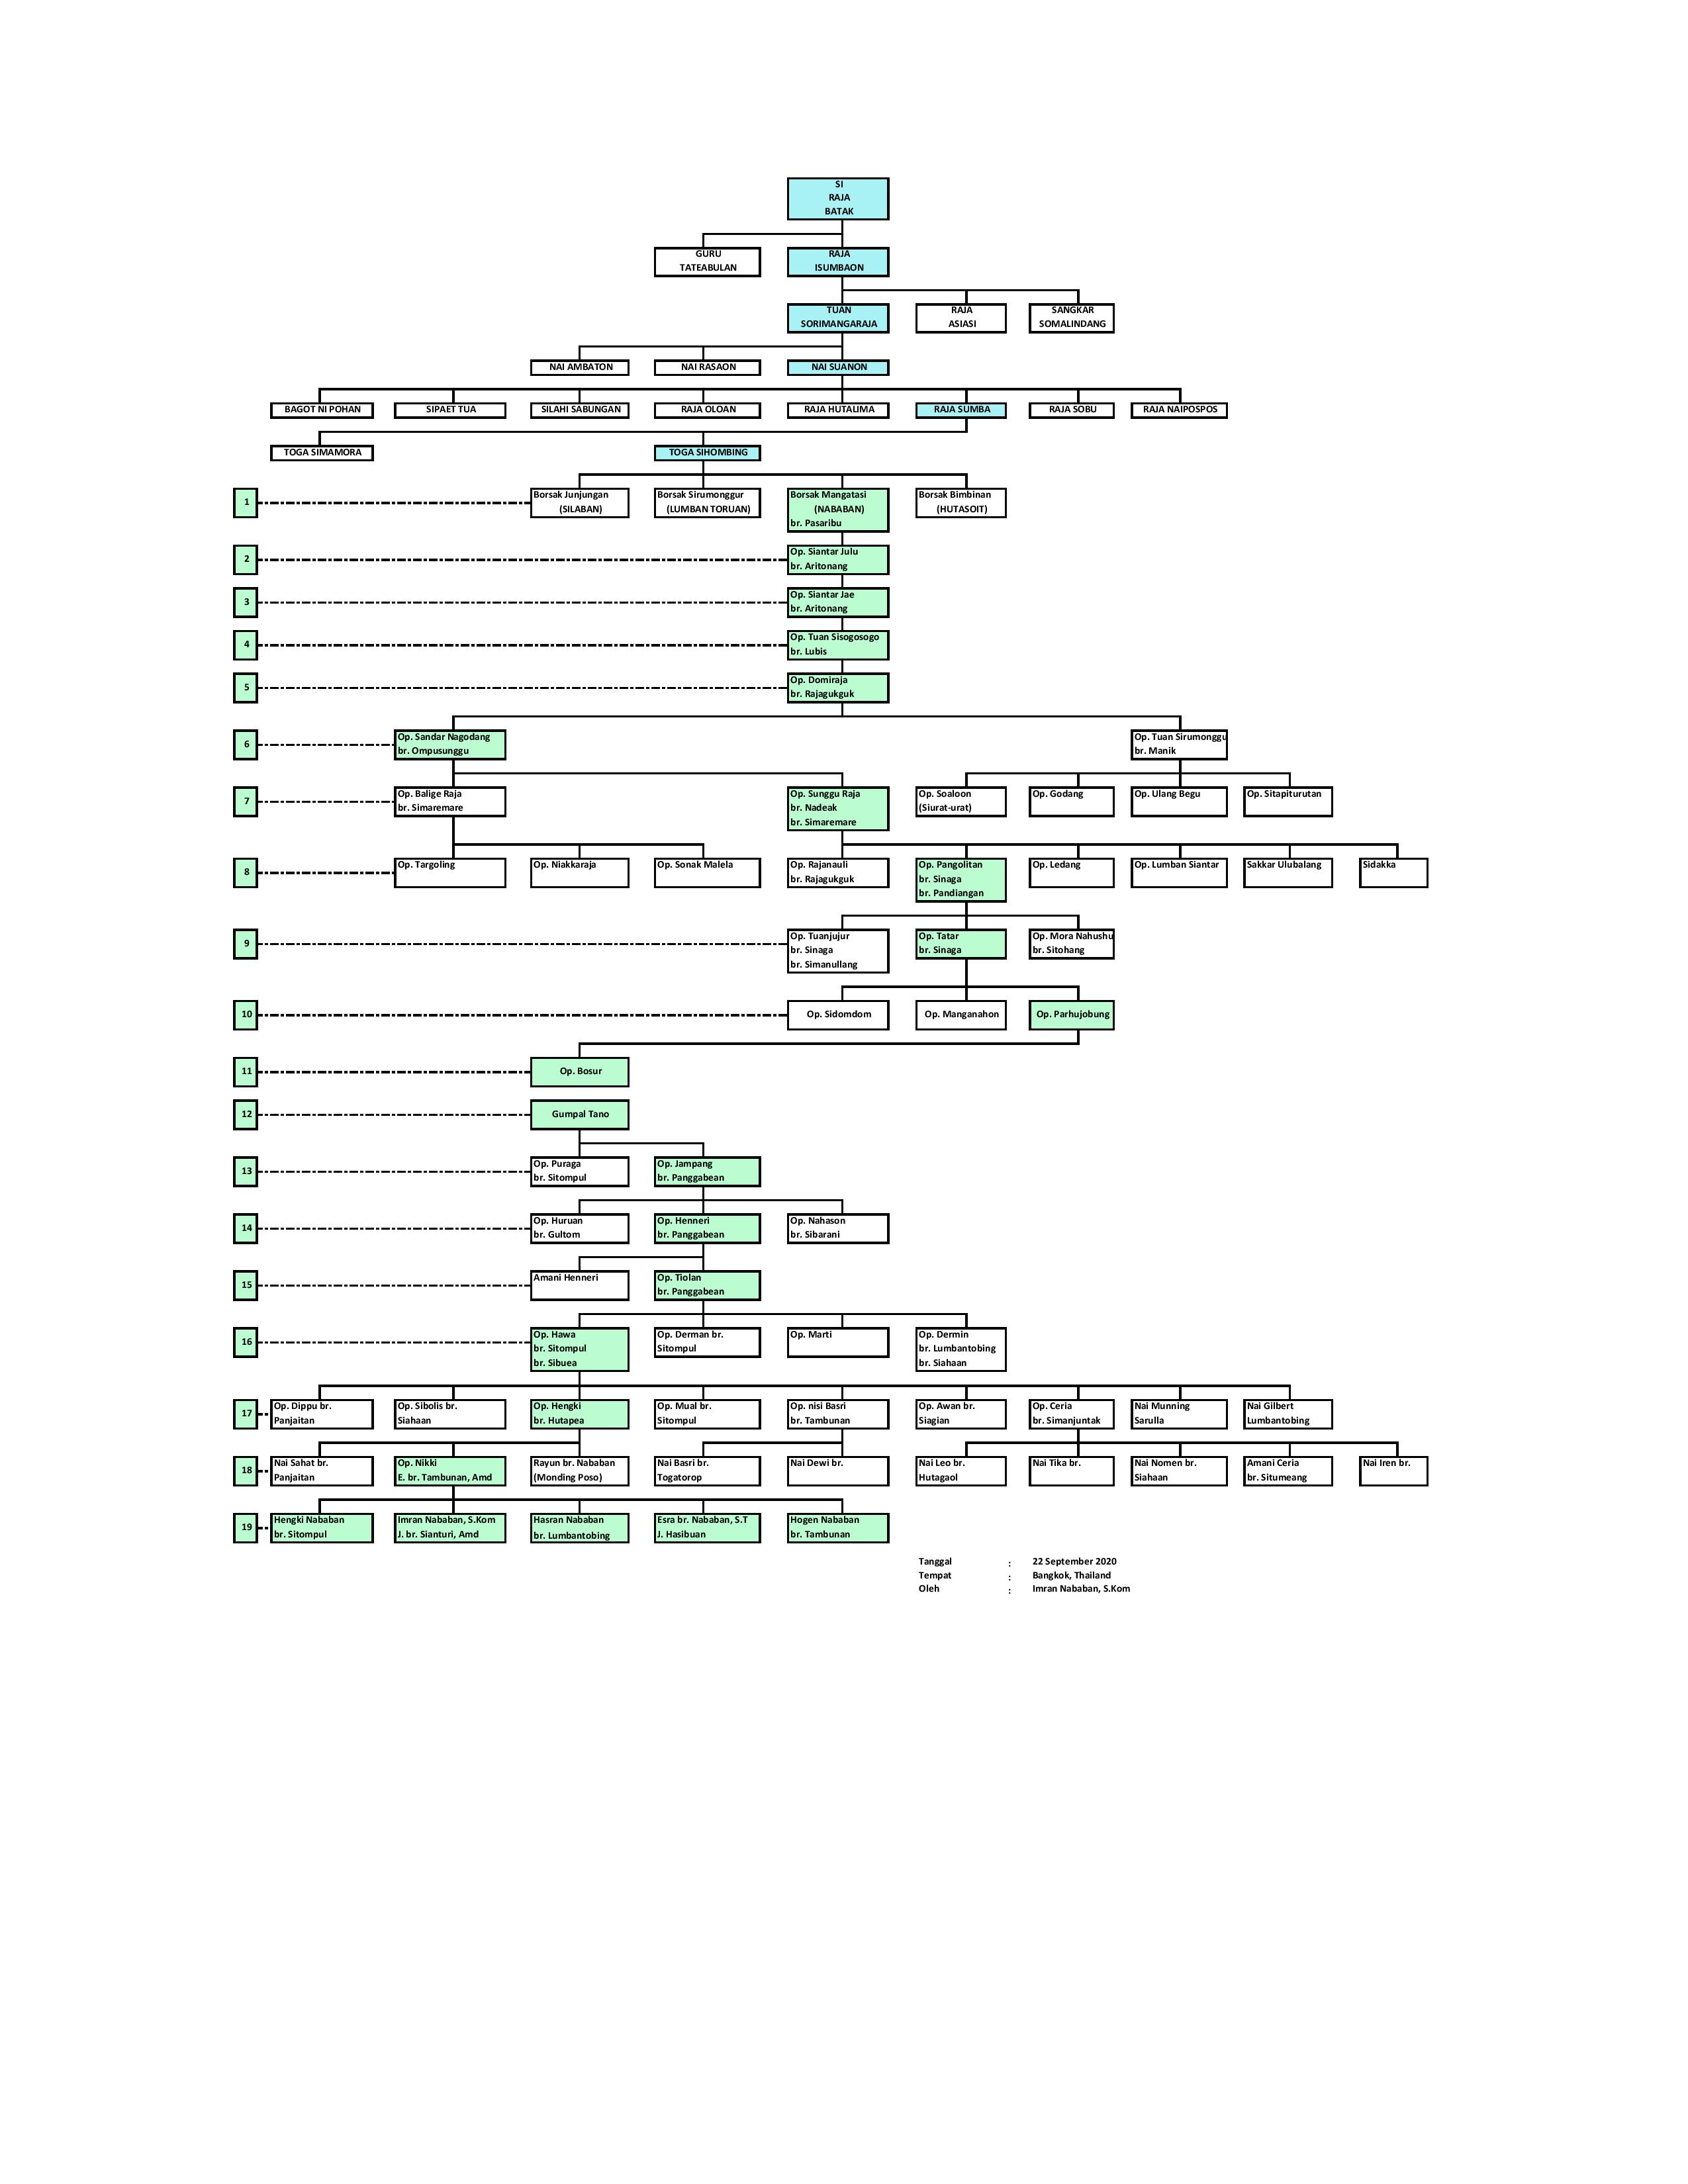 SI
RAJA
BATAK
GURU
TATEABULAN
RAJA
ISUMBAON
TUAN
SORIMANGARAJA
RAJA
ASIASI
SANGKAR
SOMALINDANG
NAI AMBATON
NAI RASAON
NAI SUANON
BAGOT NI POHAN
SIPAET TUA
SILAHI SABUNGAN
RAJA OLOAN
RAJA HUTALIMA
RAJA SUMBA
RAJA SOBU
RAJA NAIPOSPOS
TOGA SIMAMORA
TOGA SIHOMBING
1
Borsak Junjungan
(SILABAN)
Borsak Sirumonggur
(LUMBAN TORUAN)
Borsak Mangatasi
(NABABAN)
br. Pasaribu
Borsak Bimbinan
(HUTASOIT)
2
Op. Siantar Julu
br. Aritonang
3
Op. Siantar Jae
br. Aritonang
4
Op. Tuan Sisogosogo
br. Lubis
5
Op. Domiraja
br. Rajagukguk
6
Op. Sandar Nagodang
br. Ompusunggu
Op. Tuan Sirumonggu
br. Manik
7
Op. Balige Raja
br. Simaremare
Op. Sunggu Raja
br. Nadeak
br. Simaremare
Op. Soaloon
(Siurat-urat)
Op. Godang
Op. Ulang Begu
Op. Sitapiturutan
8
Op. Targoling
Op. Niakkaraja
Op. Sonak Malela
Op. Rajanauli
br. Rajagukguk
Op. Pangolitan
br. Sinaga
br. Pandiangan
Op. Ledang
Op. Lumban Siantar
Sakkar Ulubalang
Sidakka
9
Op. Tuanjujur
br. Sinaga
br. Simanullang
Op. Tatar
br. Sinaga
Op. Mora Nahushu
br. Sitohang
10
Op. Sidomdom
Op. Manganahon
Op. Parhujobung
11
Op. Bosur
12
Gumpal Tano
13
Op. Puraga
br. Sitompul
Op. Jampang
br. Panggabean
14
Op. Huruan
br. Gultom
Op. Henneri
br. Panggabean
Op. Nahason
br. Sibarani
15
Amani Henneri
Op. Tiolan
br. Panggabean
16
Op. Hawa
br. Sitompul
br. Sibuea
Op. Derman br.
Sitompul
Op. Marti
Op. Dermin
br. Lumbantobing
br. Siahaan
17
Op. Dippu br.
Panjaitan
Op. Sibolis br.
Siahaan
Op. Hengki
br. Hutapea
Op. Mual br.
Sitompul
Op. nisi Basri
br. Tambunan
Op. Awan br.
Siagian
Op. Ceria
br. Simanjuntak
Nai Munning
Sarulla
Nai Gilbert
Lumbantobing
18
Nai Sahat br.
Panjaitan
Op. Nikki
E. br. Tambunan, Amd
Rayun br. Nababan
(Monding Poso)
Nai Basri br.
Togatorop
Nai Dewi br.
Nai Leo br.
Hutagaol
Nai Tika br.
Nai Nomen br.
Siahaan
Amani Ceria
br. Situmeang
Nai Iren br.
19
Hengki Nababan
br. Sitompul
Imran Nababan, S.Kom
J. br. Sianturi, Amd
Hasran Nababan
br. Lumbantobing
Esra br. Nababan, S.T
J. Hasibuan
Hogen Nababan
br. Tambunan
Tanggal : 22 September 2020
Tempat : Bangkok, Thailand
Oleh : Imran Nababan, S.Kom